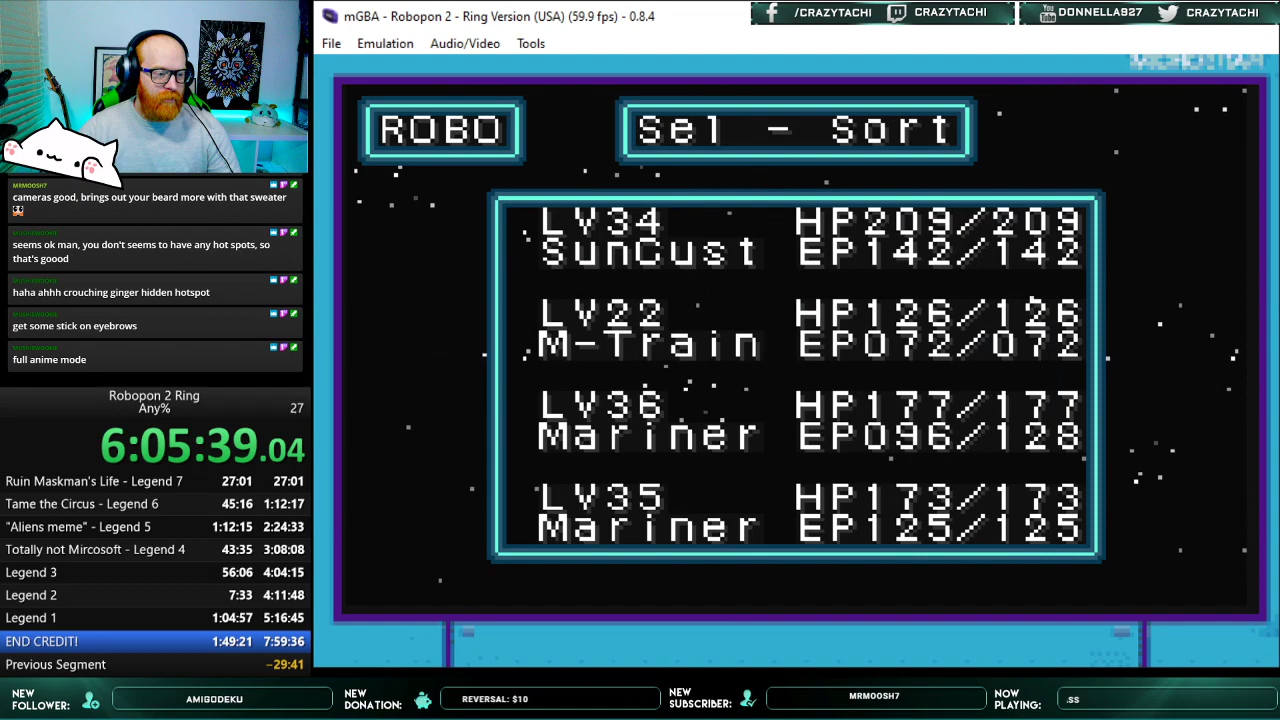 mGBA - Robopon 2 - Ring Version (USA) (59.9 fps) - 0.8.4
/CRAZYTACHI
CRAZYTACHI
You Tube
DONNELLAB27
CRAZYTACHI
File Emulation Audio/Video Tools
ROBO
Sel - Sort
LV34 HP209/209
SunCust EP142/142
LV22 HP126/126
M-Train EP072/072
LV36 HP177/177
Mariner EP096/128
LV35 HP173/173
Mariner EP125/125
MRMOOSH7
cameras good, brings out your beard more with that sweater
seems ok man, you don't seems to have any hot spots, so
that's goood
haha ahhh crouching ginger hidden hotspot
get some stick on eyebrows
full anime mode
Robopon 2 Ring
Any% 27
6:05:39.04
Ruin Maskman's Life - Legend 7 27:01 27:01
Tame the Circus - Legend 6 45:16 1:12:17
"Aliens meme" - Legend 5 1:12:15 2:24:33
Totally not Mircosoft - Legend 4 43:35 3:08:08
Legend 3 56:06 4:04:15
Legend 2 7:33 4:11:48
Legend 1 1:04:57 5:16:45
END CREDIT! 1:49:21 7:59:36
Previous Segment −29:41
NEW FOLLOWER: AMIGODEKU
NEW DONATION: REVERSAL: $10
NEW SUBSCRIBER: MRMOOSH7
NOW PLAYING: .ss